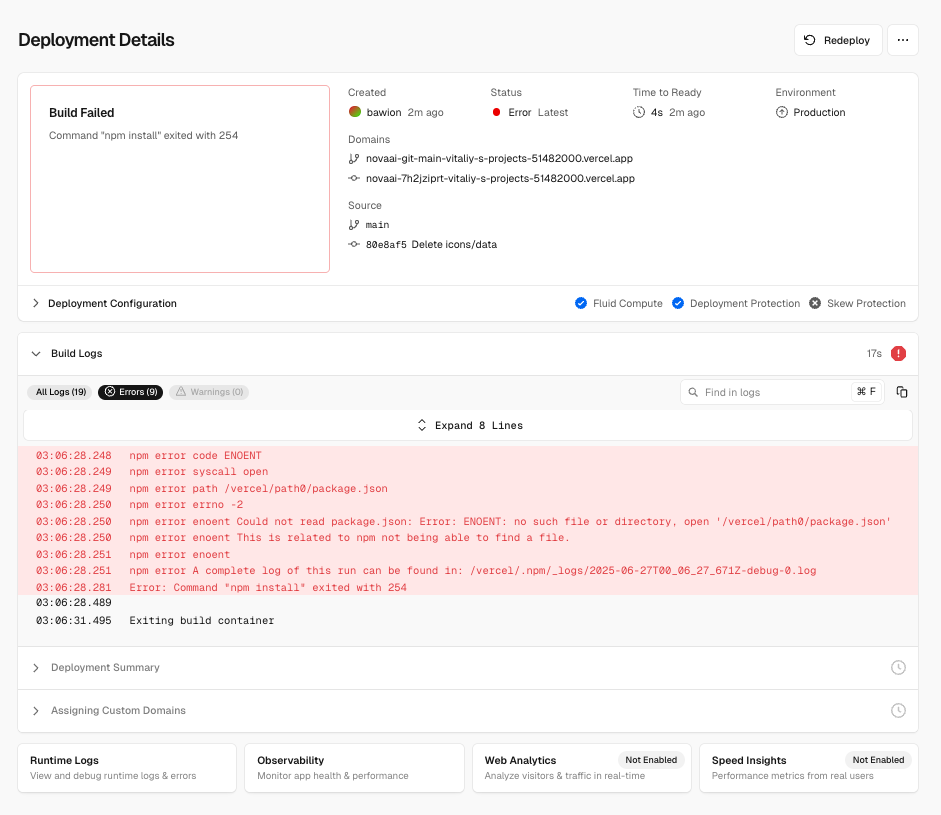 Deployment Details
Redeploy
Build Failed
Command "npm install" exited with 254
Created
bawion 2m ago
Status
Error Latest
Time to Ready
4s 2m ago
Environment
Production
Domains
novaai-git-main-vitaliy-s-projects-51482000.vercel.app
novaai-7h2jziprt-vitaliy-s-projects-51482000.vercel.app
Source
main
80e8af5 Delete icons/data
Deployment Configuration
Fluid Compute
Deployment Protection
Skew Protection
Build Logs
17s
All Logs (19)
Errors (9)
Warnings (0)
Find in logs
⌘ F
Expand 8 Lines
03:06:28.248 npm error code ENOENT
03:06:28.249 npm error syscall open
03:06:28.249 npm error path /vercel/path0/package.json
03:06:28.250 npm error errno -2
03:06:28.250 npm error enoent Could not read package.json: Error: ENOENT: no such file or directory, open '/vercel/path0/package.json'
03:06:28.250 npm error enoent This is related to npm not being able to find a file.
03:06:28.251 npm error enoent
03:06:28.251 npm error A complete log of this run can be found in: /vercel/.npm/_logs/2025-06-27T00_06_27_671Z-debug-0.log
03:06:28.281 Error: Command "npm install" exited with 254
03:06:28.489
03:06:31.495 Exiting build container
Deployment Summary
Assigning Custom Domains
Runtime Logs
View and debug runtime logs & errors
Observability
Monitor app health & performance
Web Analytics
Not Enabled
Analyze visitors & traffic in real-time
Speed Insights
Not Enabled
Performance metrics from real users